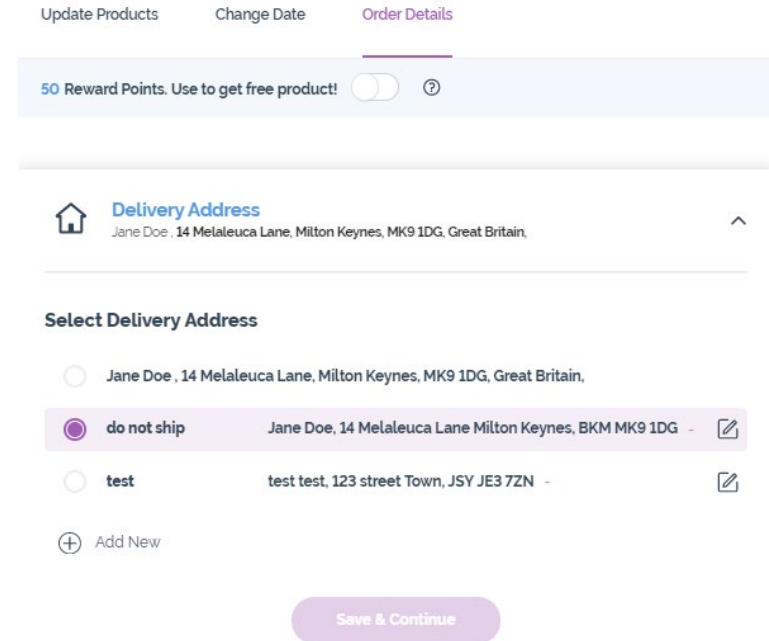 Update Products Change Date Order Details
50 Reward Points. Use to get free product! ?
Delivery Address
Jane Doe , 14 Melaleuca Lane, Milton Keynes, MK9 1DG, Great Britain,
Select Delivery Address
Jane Doe , 14 Melaleuca Lane, Milton Keynes, MK9 1DG, Great Britain,
do not ship Jane Doe, 14 Melaleuca Lane Milton Keynes, BKM MK9 1DG -
test test test, 123 street Town, JSY JE3 7ZN -
Add New
Save & Continue